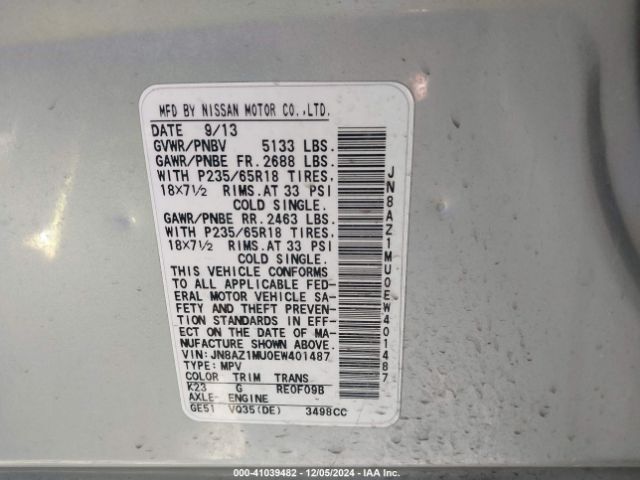 MFD BY NISSAN MOTOR CO.,LTD.
DATE 9/13
GVWR/PNBV 5133 LBS.
GAWR/PNBE FR. 2688 LBS.
WITH P235/65R18 TIRES.
18X7½ RIMS.AT 33 PSI
COLD SINGLE.
GAWR/PNBE RR. 2463 LBS.
WITH P235/65R18 TIRES.
18X7½ RIMS.AT 33 PSI
COLD SINGLE.
THIS VEHICLE CONFORMS
TO ALL APPLICABLE FED-
ERAL MOTOR VEHICLE SA-
FETY AND THEFT PREVEN-
TION STANDARDS IN EFF-
ECT ON THE DATE OF MA-
NUFACTURE SHOWN ABOVE.
VIN: JN8AZ1MU0EW401487
TYPE: MPV
COLOR TRIM TRANS
K23 G RE0F09B
AXLE ENGINE
GE51 VQ35(DE) 3498CC
JN8AZ1MU0EW401487
000-41039482 - 12/05/2024 - IAA Inc.